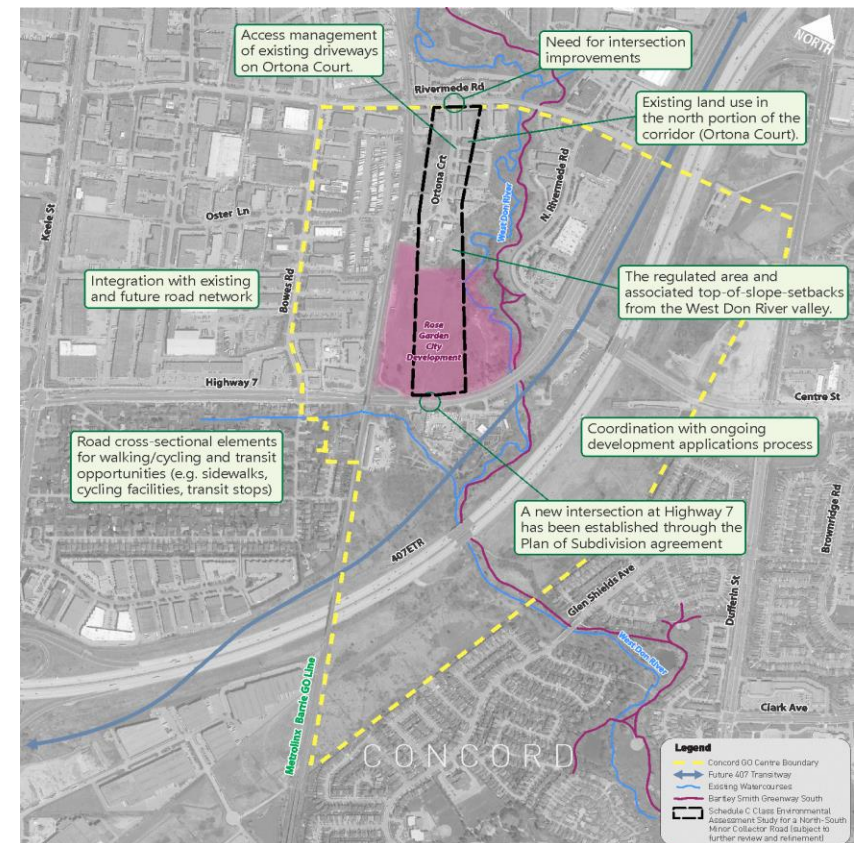 Access management
of existing driveways
on Ortona Court.
Need for intersection
improvements
NORTH
Rivermede Rd
Existing land use in
the north portion of the
corridor (Ortona Court).
Keele St
Oster Ln
Ortona Crt
West Don River
N. Rivermede Rd
Integration with existing
and future road network
Bowes Rd
The regulated area and
associated top-of-slope-setbacks
from the West Don River valley.
Rose
Garden
City
Development
Highway 7
Centre St
Road cross-sectional elements
for walking/cycling and transit
opportunities (e.g. sidewalks,
cycling facilities, transit stops)
Coordination with ongoing
development applications process
A new intersection at Highway 7
has been established through the
Plan of Subdivision agreement
Brownridge Rd
407ETR
Glen Shields Ave
Dufferin St
West Don River
Metrolinx Barrie GO Line
Clark Ave
CONCORD
Legend
Concord GO Centre Boundary
Future 407 Transitway
Existing Watercourses
Bartley Smith Greenway South
Schedule C Class Environmental
Assessment Study for a North-South
Minor Collector Road (subject to
further review and refinement)